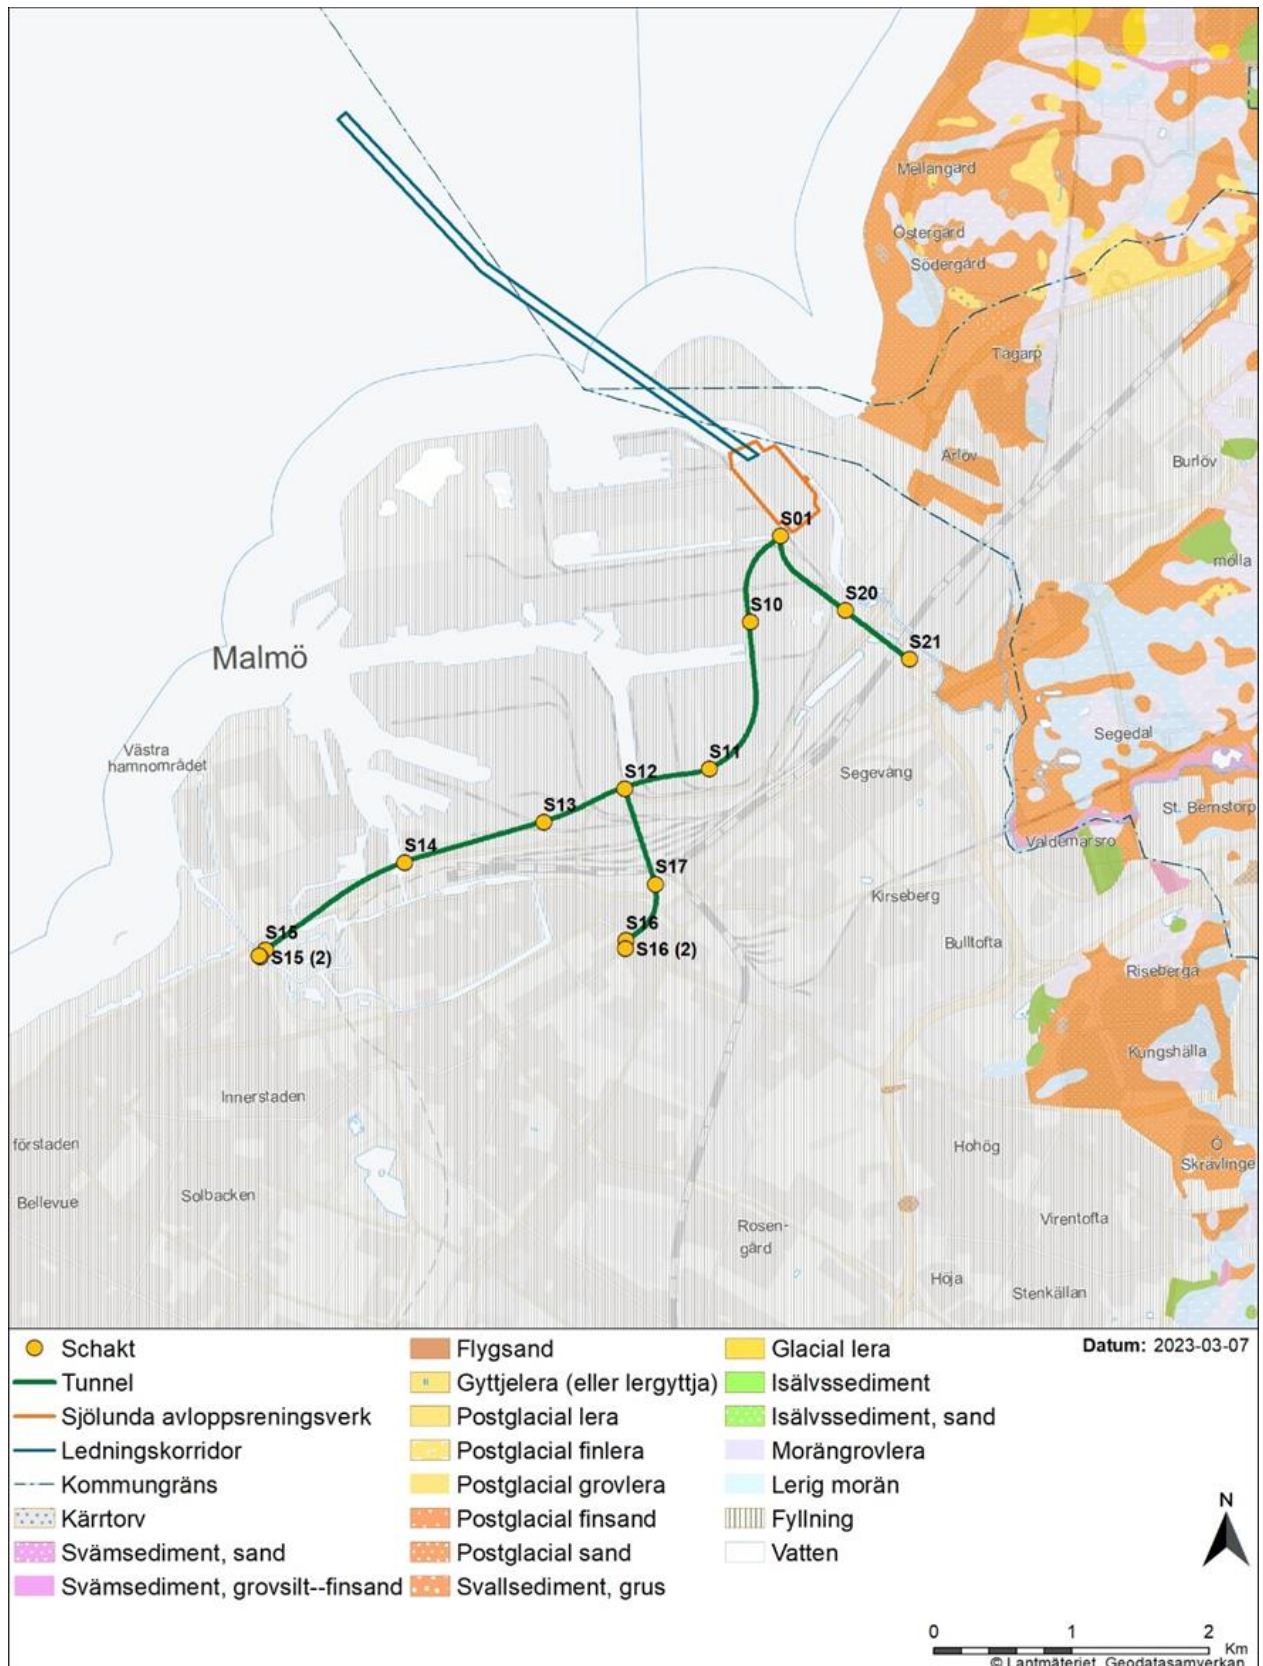 Mellangård
Östergård
Södergård
Tågarp
Arlöv
Burlöv
S01
mölla
S20
S10
S21
Malmö
Segedal
Västra
hamnområdet
S11
Segevång
S12
St. Bernstorp
S13
S14
Valdemarsro
S17
Kirseberg
S16
S15
S16 (2)
Bulltofta
S15 (2)
Riseberga
Kungshälla
Innerstaden
förstaden
Hohög
Ö
Skrävlinge
Solbacken
Bellevue
Rosen-
gård
Virentofta
Höja
Stenkällan
Schakt
Tunnel
Sjölunda avloppsreningsverk
Ledningskorridor
Kommungräns
Kärrtorv
Svämsediment, sand
Svämsediment, grovsilt--finsand
Flygsand
Gyttjelera (eller lergyttja)
Postglacial lera
Postglacial finlera
Postglacial grovlera
Postglacial finsand
Postglacial sand
Svallsediment, grus
Glacial lera
Isälvssediment
Isälvssediment, sand
Morängrovlera
Lerig morän
Fyllning
Vatten
Datum: 2023-03-07
N
0 1 2
Km
© Lantmäteriet, Geodatasamverkan